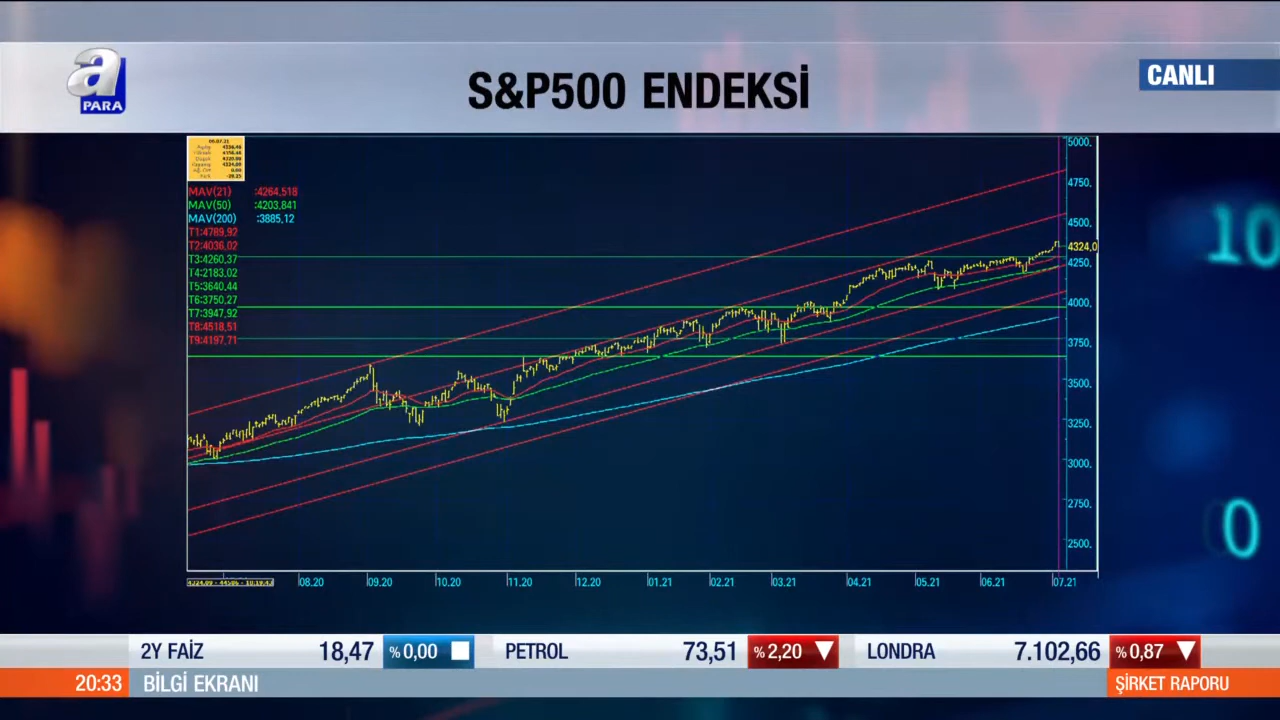 a
PARA
S&P500 ENDEKSİ
CANLI
MAV(21) :4264,518
MAV(50) :4203,841
MAV(200) :3885,12
T1:4789,92
T2:4036,02
T3:4260,37
T4:2183,02
T5:3640,44
T6:3750,27
T7:3947,92
T8:4518,51
T9:4197,71
5000.
4750.
4500.
4324,0
4250.
4000.
3750.
3500.
3250.
3000.
2750.
2500.
08.20 09.20 10.20 11.20 12.20 01.21 02.21 03.21 04.21 05.21 06.21 07.21
10
0
2Y FAİZ 18,47 %0,00 PETROL 73,51 %2,20 LONDRA 7.102,66 %0,87
20:33 BİLGİ EKRANI ŞİRKET RAPORU